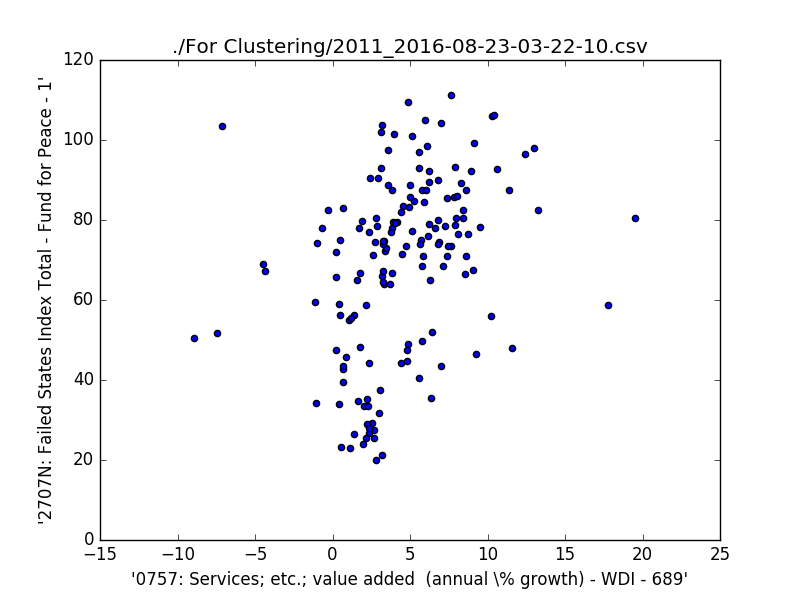 ./For Clustering/2011_2016-08-23-03-22-10.csv
120
100
80
60
40
20
0
'2707N: Failed States Index Total - Fund for Peace - 1'
−15 −10 −5 0 5 10 15 20 25
'0757: Services; etc.; value added  (annual \% growth) - WDI - 689'